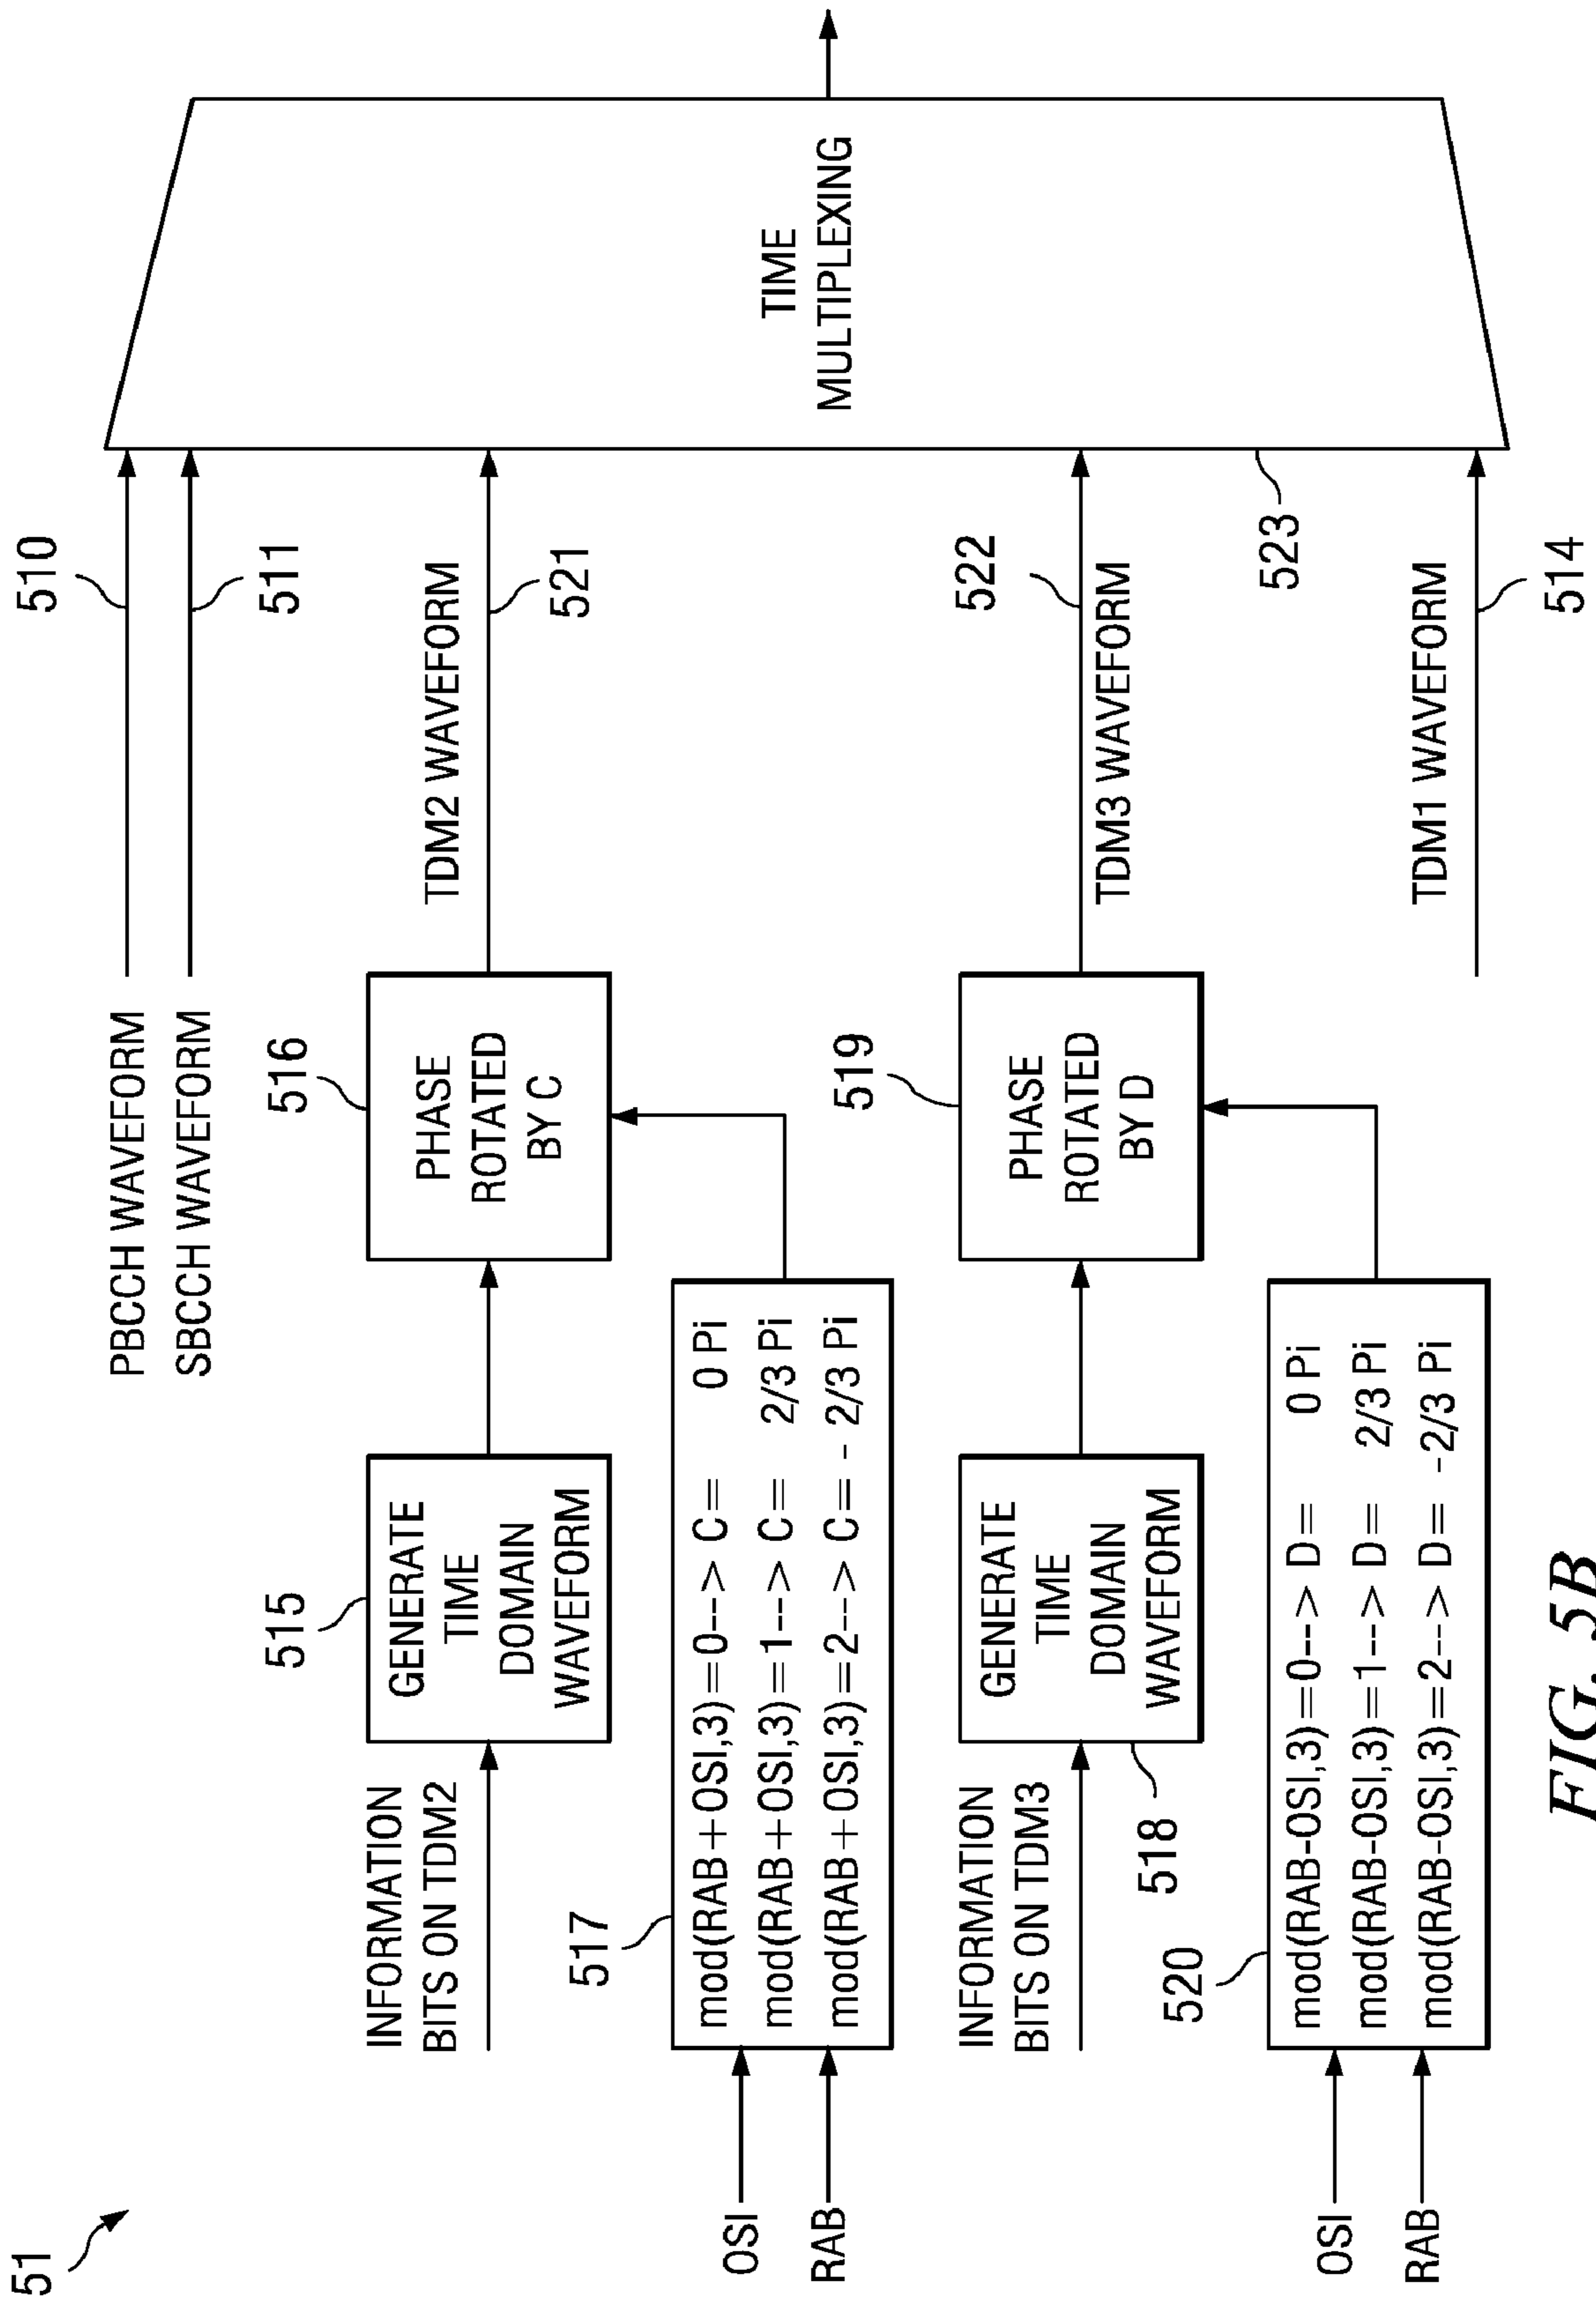 51
PBCCH WAVEFORM
SBCCH WAVEFORM
510
511
INFORMATION
BITS ON TDM2
515
GENERATE
TIME
DOMAIN
WAVEFORM
516
PHASE
ROTATED
BY C
TDM2 WAVEFORM
521
OSI
RAB
517
mod(RAB+OSI,3)=0--> C= 0 Pi
mod(RAB+OSI,3)=1--> C= 2/3 Pi
mod(RAB+OSI,3)=2--> C= - 2/3 Pi
TIME
MULTIPLEXING
INFORMATION
BITS ON TDM3
518
GENERATE
TIME
DOMAIN
WAVEFORM
519
PHASE
ROTATED
BY D
522
TDM3 WAVEFORM
523
OSI
RAB
520
mod(RAB-OSI,3)=0--> D= 0 Pi
mod(RAB-OSI,3)=1--> D= 2/3 Pi
mod(RAB-OSI,3)=2--> D= -2/3 Pi
TDM1 WAVEFORM
514
FIG. 5B